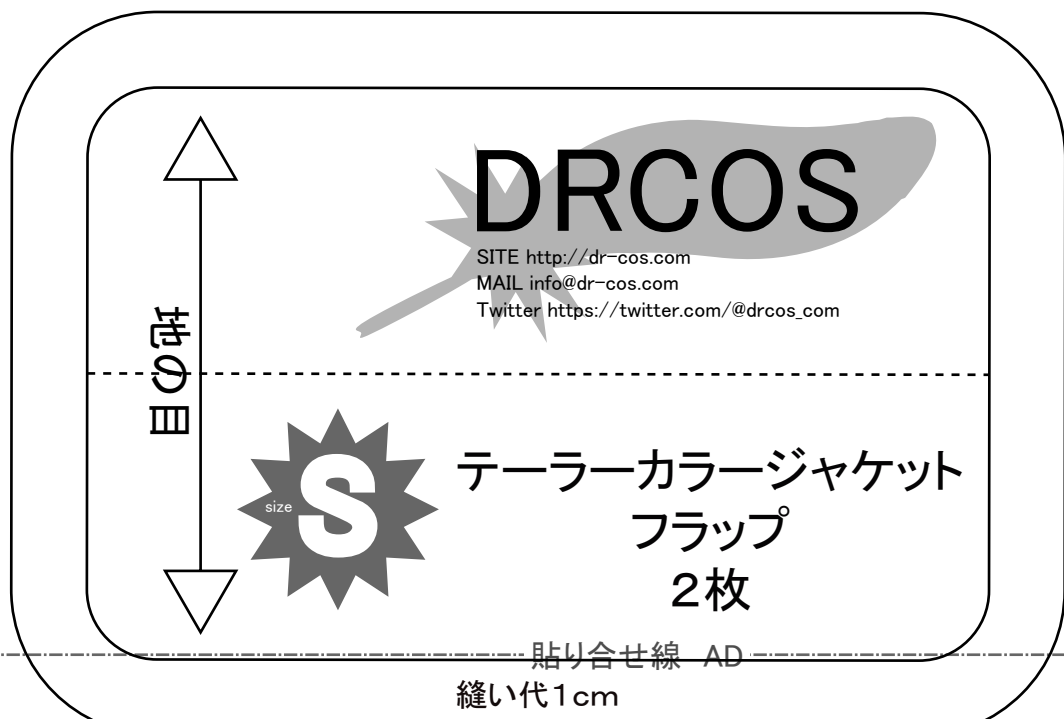 DRCOS
SITE http://dr-cos.com
MAIL info@dr-cos.com
Twitter https://twitter.com/@drcos_com
地の目
size S
テーラーカラージャケット
フラップ
２枚
貼り合せ線 AD
縫い代１cm